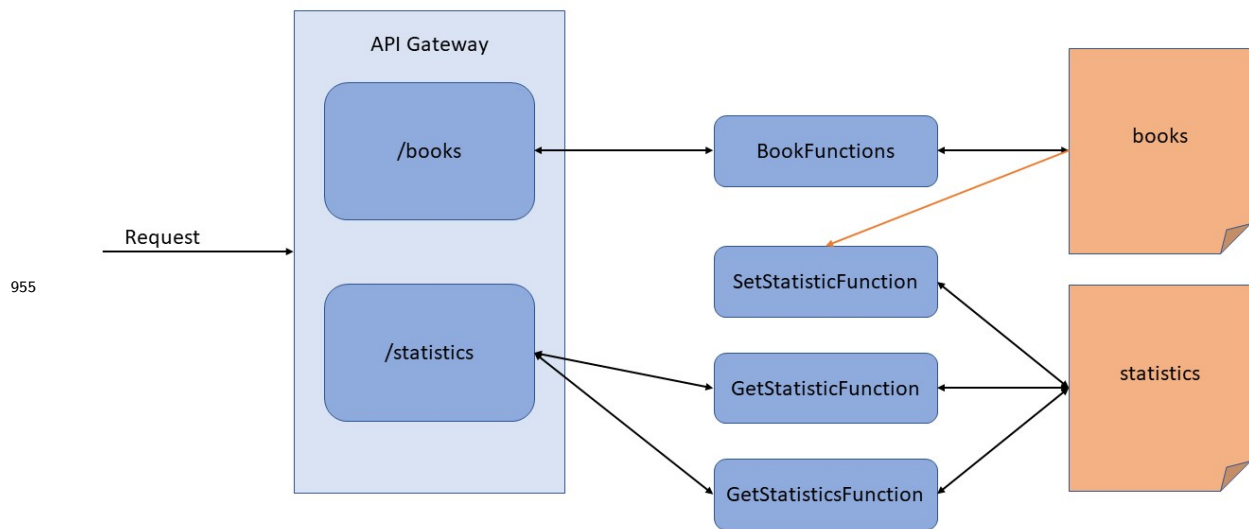 API Gateway
/books
BookFunctions
books
Request
955
SetStatisticFunction
/statistics
GetStatisticFunction
statistics
GetStatisticsFunction